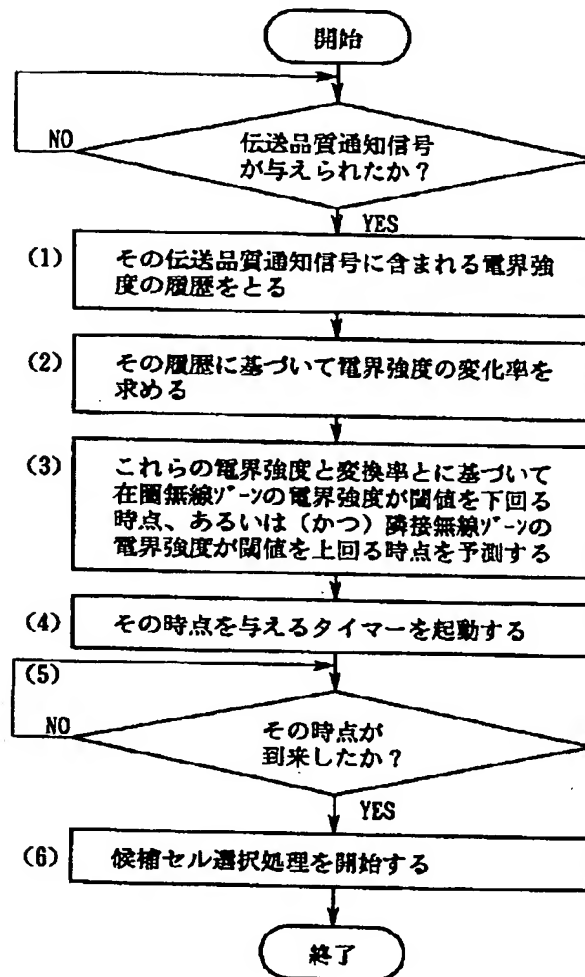 開始
NO
伝送品質通知信号
が与えられたか？
YES
(1)
その伝送品質通知信号に含まれる電界強
度の履歴をとる
(2)
その履歴に基づいて電界強度の変化率を
求める
(3)
これらの電界強度と変換率とに基づいて
在圏無線ゾーンの電界強度が閾値を下回る
時点、あるいは（かつ）隣接無線ゾーンの
電界強度が閾値を上回る時点を予測する
(4)
その時点を与えるタイマーを起動する
(5)
NO
その時点が
到来したか？
YES
(6)
候補セル選択処理を開始する
終了